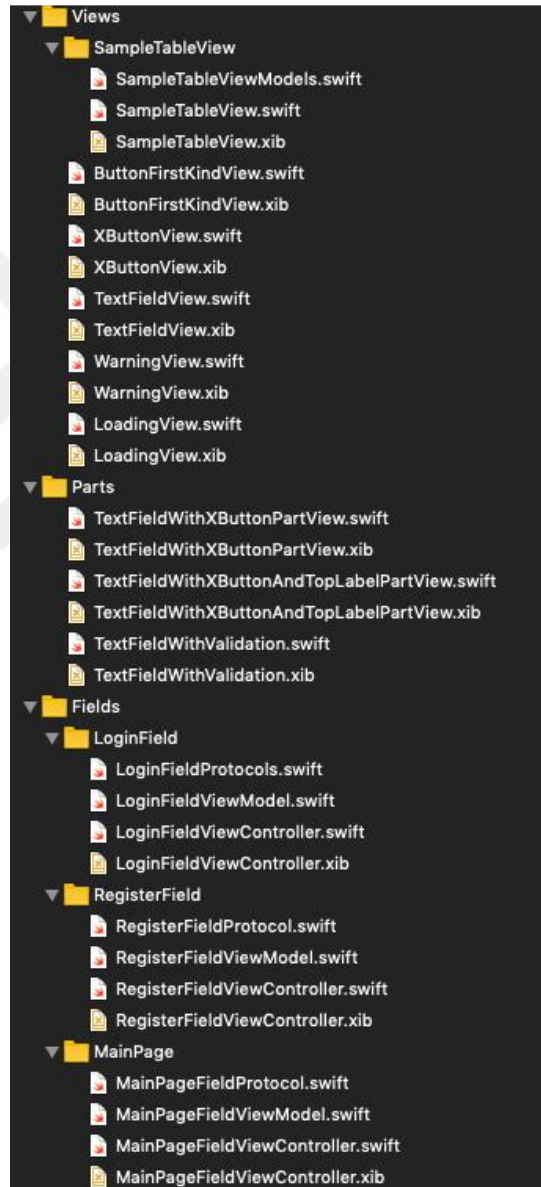 Views
SampleTableView
SampleTableViewModels.swift
SampleTableView.swift
SampleTableView.xib
ButtonFirstKindView.swift
ButtonFirstKindView.xib
XButtonView.swift
XButtonView.xib
TextFieldView.swift
TextFieldView.xib
WarningView.swift
WarningView.xib
LoadingView.swift
LoadingView.xib
Parts
TextFieldWithXButtonPartView.swift
TextFieldWithXButtonPartView.xib
TextFieldWithXButtonAndTopLabelPartView.swift
TextFieldWithXButtonAndTopLabelPartView.xib
TextFieldWithValidation.swift
TextFieldWithValidation.xib
Fields
LoginField
LoginFieldProtocols.swift
LoginFieldViewModel.swift
LoginFieldViewController.swift
LoginFieldViewController.xib
RegisterField
RegisterFieldProtocol.swift
RegisterFieldViewModel.swift
RegisterFieldViewController.swift
RegisterFieldViewController.xib
MainPage
MainPageFieldProtocol.swift
MainPageFieldViewModel.swift
MainPageFieldViewController.swift
MainPageFieldViewController.xib